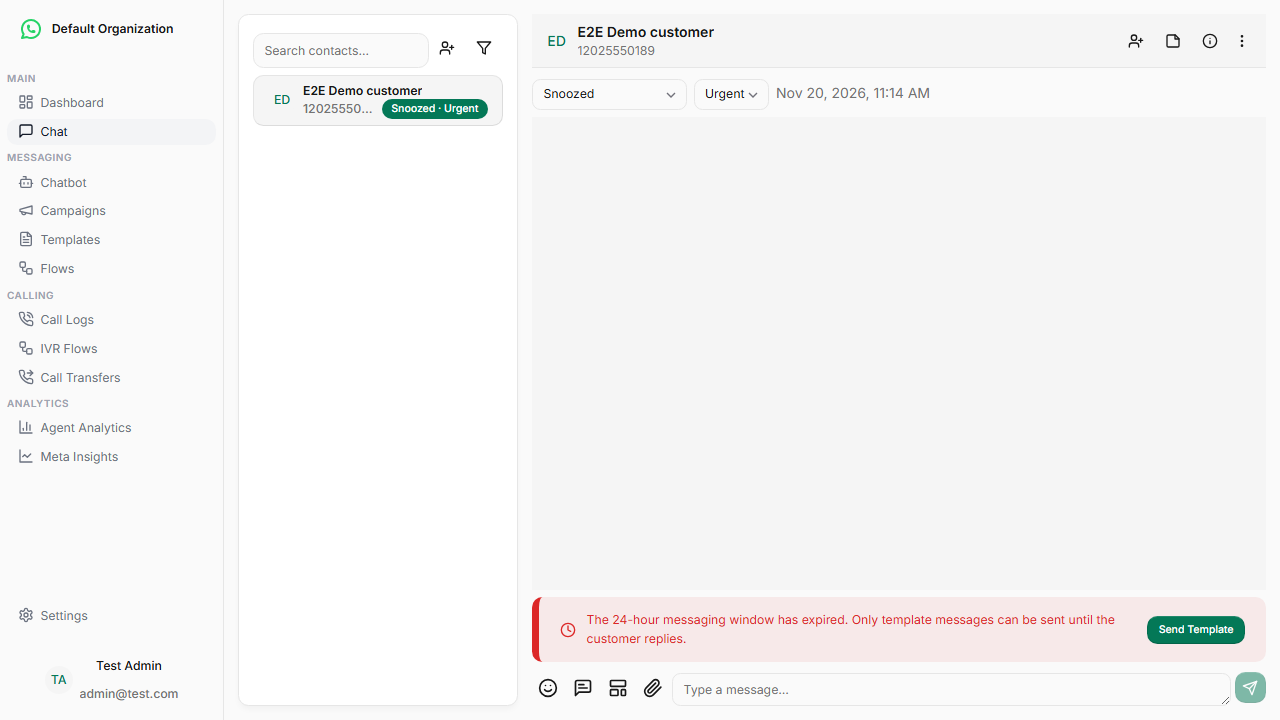 Default Organization
MAIN
Dashboard
Chat
MESSAGING
Chatbot
Campaigns
Templates
Flows
CALLING
Call Logs
IVR Flows
Call Transfers
ANALYTICS
Agent Analytics
Meta Insights
Settings
TA
Test Admin
admin@test.com
Search contacts...
ED
E2E Demo customer
12025550...
Snoozed · Urgent
ED
E2E Demo customer
12025550189
Snoozed
Urgent
Nov 20, 2026, 11:14 AM
The 24-hour messaging window has expired. Only template messages can be sent until the
customer replies.
Send Template
Type a message...